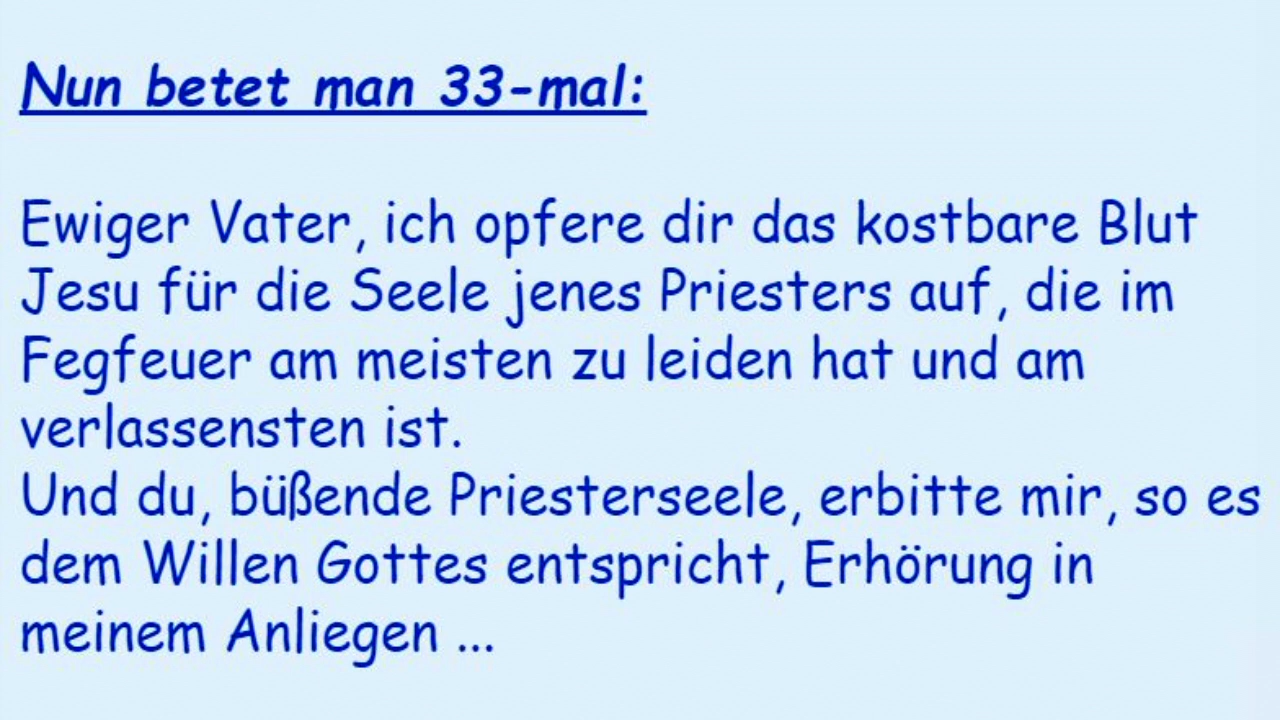 Nun betet man 33-mal:
Ewiger Vater, ich opfere dir das kostbare Blut
Jesu für die Seele jenes Priesters auf, die im
Fegfeuer am meisten zu leiden hat und am
verlassensten ist.
Und du, büßende Priesterseele, erbitte mir, so es
dem Willen Gottes entspricht, Erhörung in
meinem Anliegen ...